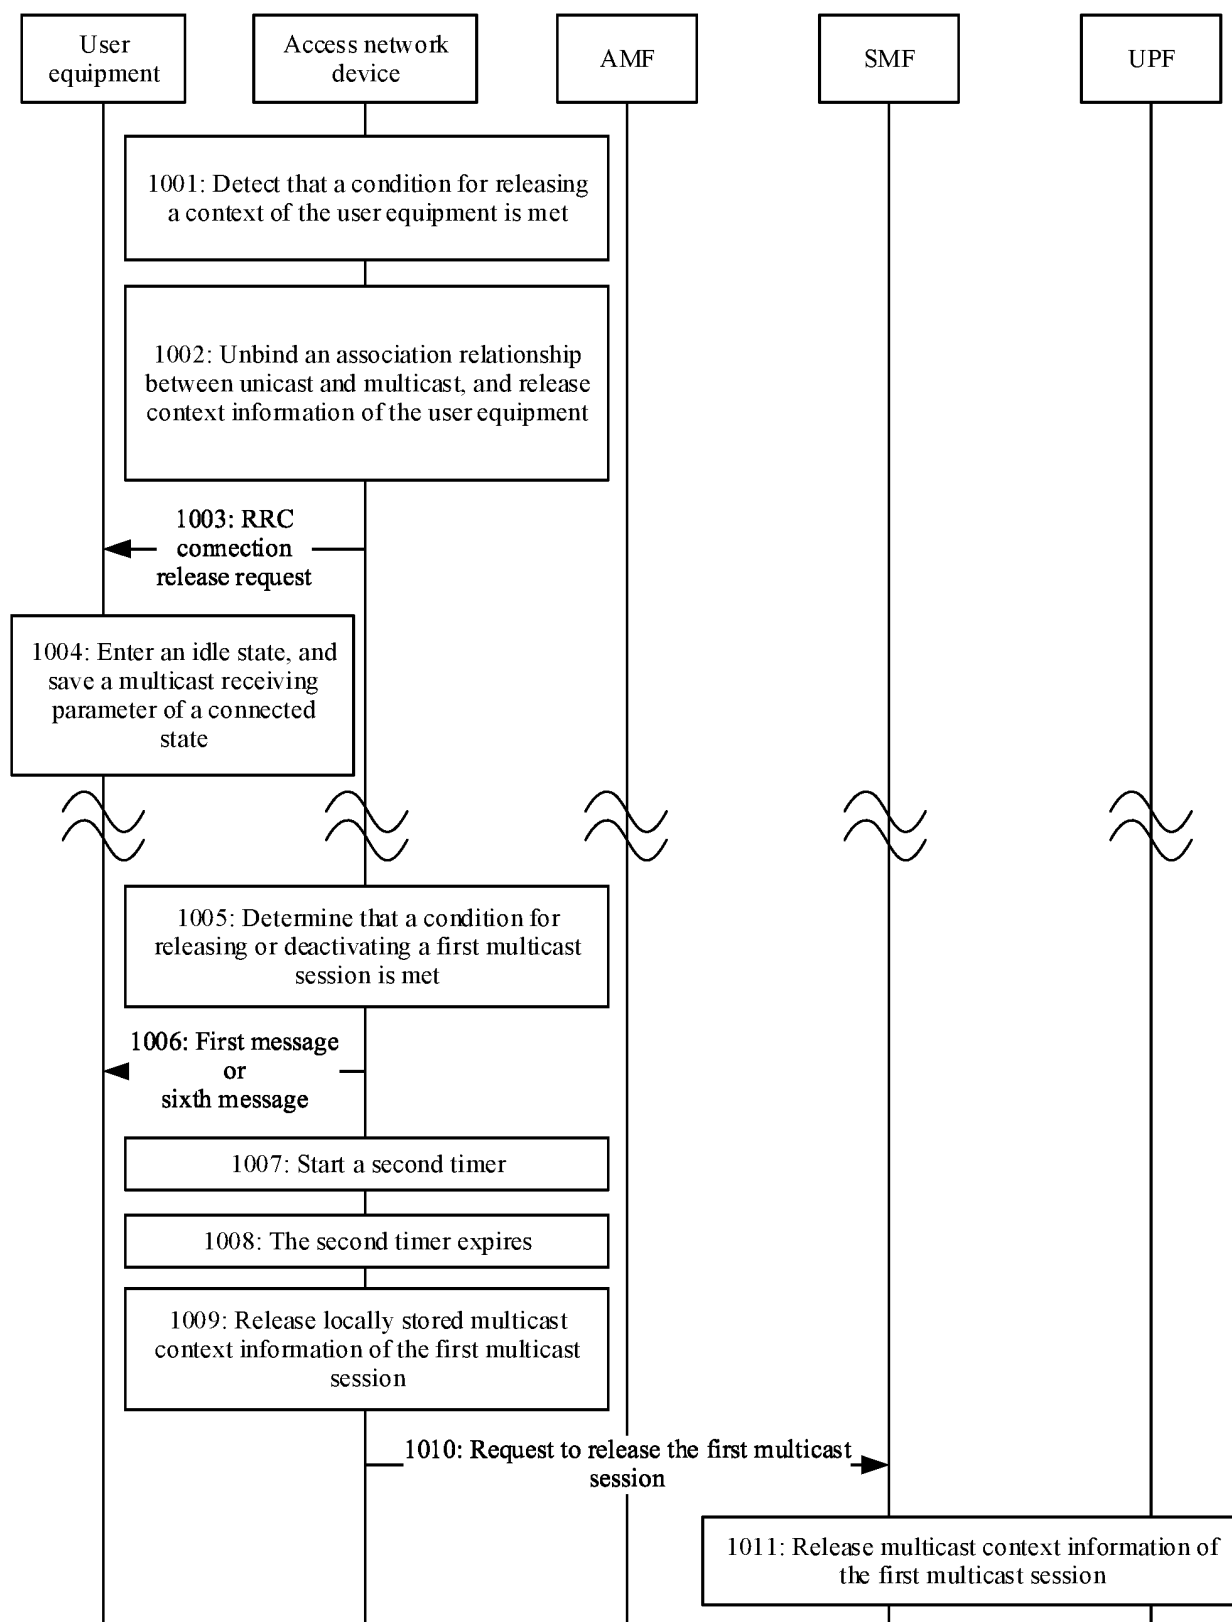 User
equipment
Access network
device
AMF
SMF
UPF
1001: Detect that a condition for releasing
a context of the user equipment is met
1002: Unbind an association relationship
between unicast and multicast, and release
context information of the user equipment
1003: RRC
connection
release request
1004: Enter an idle state, and
save a multicast receiving
parameter of a connected
state
1005: Determine that a condition for
releasing or deactivating a first multicast
session is met
1006: First message
or
sixth message
1007: Start a second timer
1008: The second timer expires
1009: Release locally stored multicast
context information of the first multicast
session
1010: Request to release the first multicast
session
1011: Release multicast context information of
the first multicast session